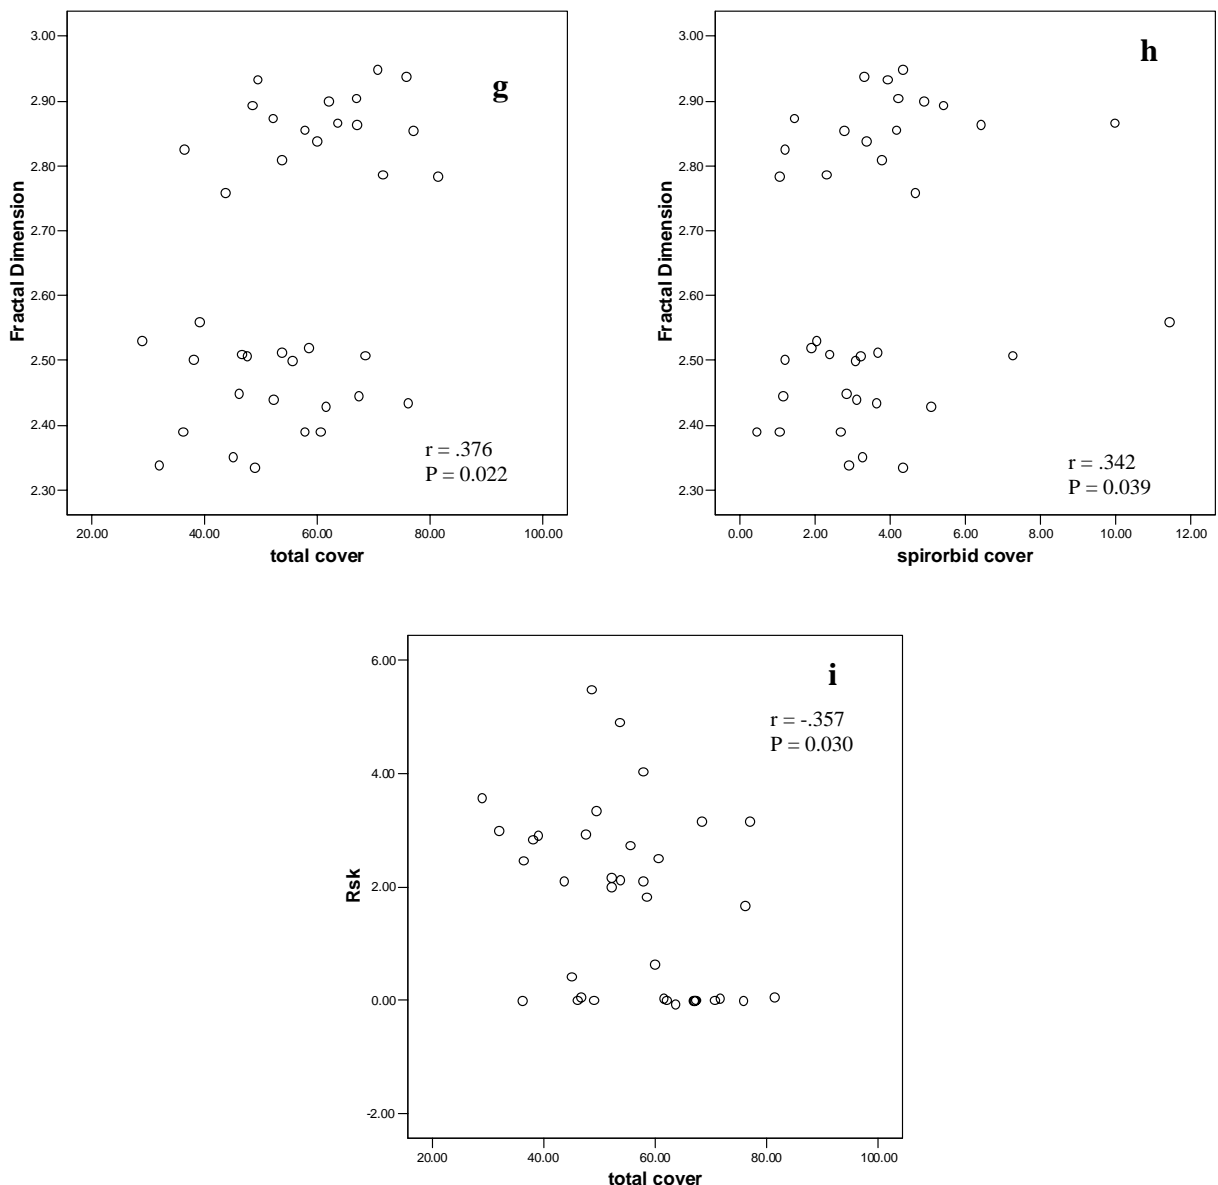 g
Fractal Dimension
3.00
2.90
2.80
2.70
2.60
2.50
2.40
2.30
r = .376
P = 0.022
20.00 40.00 60.00 80.00 100.00
total cover
h
Fractal Dimension
3.00
2.90
2.80
2.70
2.60
2.50
2.40
2.30
r = .342
P = 0.039
0.00 2.00 4.00 6.00 8.00 10.00 12.00
spirorbid cover
i
r = -.357
P = 0.030
Rsk
6.00
4.00
2.00
0.00
-2.00
20.00 40.00 60.00 80.00 100.00
total cover